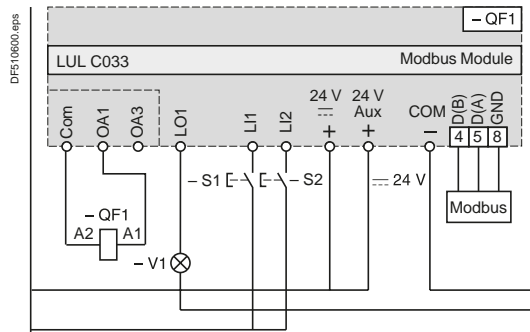 DF510600.eps
– QF1
LUL C033 Modbus Module
Com
OA1
OA3
LO1
LI1
LI2
24 V
+
24 V
Aux
+
COM
–
D(B)
D(A)
GND
4 5 8
– S1
– S2
24 V
Modbus
– QF1
A2 A1
– V1